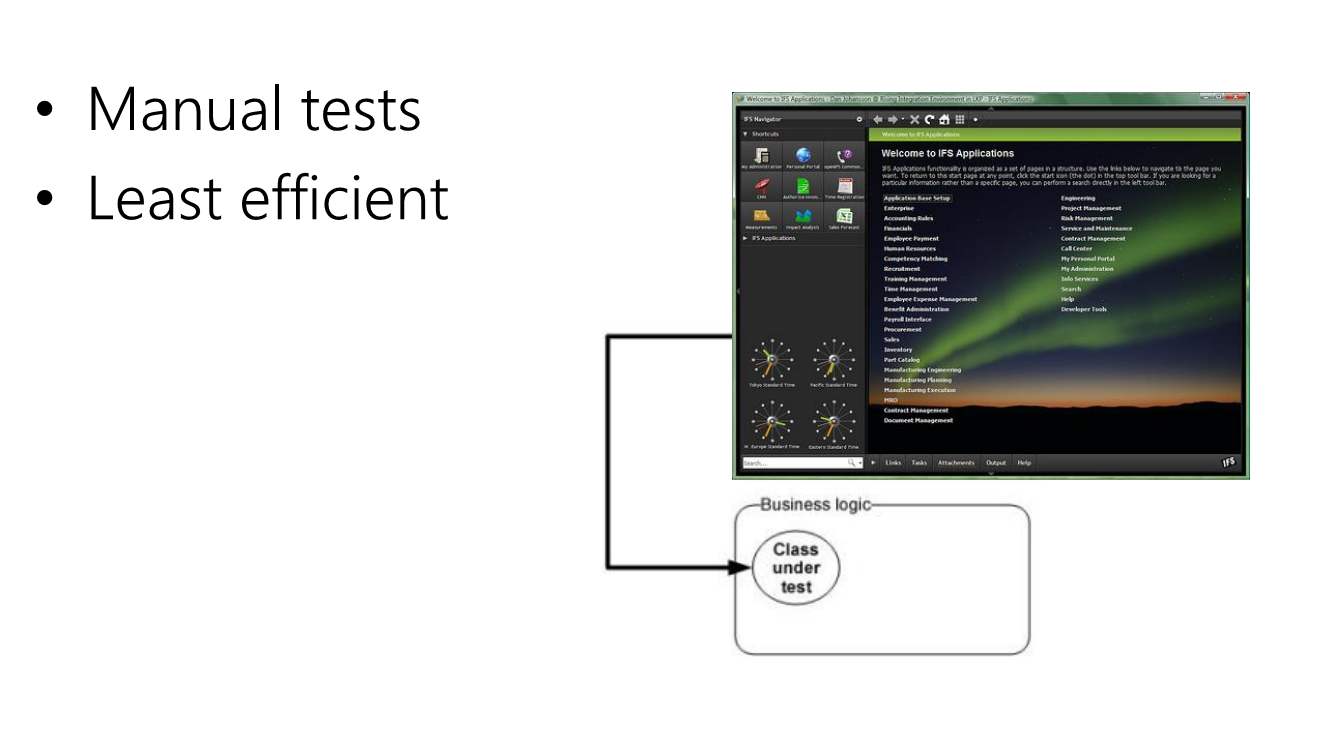 • Manual tests
• Least efficient
Welcome to IFS Applications - Dan Johansson @ Rising Integration Environment in LKP - IFS Applications
IFS Navigator
Shortcuts
My Administration
Personal Portal
openIFS Commun...
CNN
Authorize Invoi...
Time Registration
Measurements
Impact Analysis
Sales Forecast
IFS Applications
Tokyo Standard Time
Pacific Standard Time
W. Europe Standard Time
Eastern Standard Time
Search...
Welcome to IFS Applications
Welcome to IFS Applications
IFS Applications functionality is organized as a set of pages in a structure. Use the links below to navigate to the page you
want. To return to this start page at any point, click the start icon (the dot) in the top tool bar. If you are looking for a
particular information rather than a specific page, you can perform a search directly in the left tool bar.
Application Base Setup
Enterprise
Accounting Rules
Financials
Employee Payment
Human Resources
Competency Matching
Recruitment
Training Management
Time Management
Employee Expense Management
Benefit Administration
Payroll Interface
Procurement
Sales
Inventory
Part Catalog
Manufacturing Engineering
Manufacturing Planning
Manufacturing Execution
MRO
Contract Management
Document Management
Engineering
Project Management
Risk Management
Service and Maintenance
Contract Management
Call Center
My Personal Portal
My Administration
Info Services
Search
Help
Developer Tools
Links Tasks Attachments Output Help
IFS
Business logic
Class
under
test